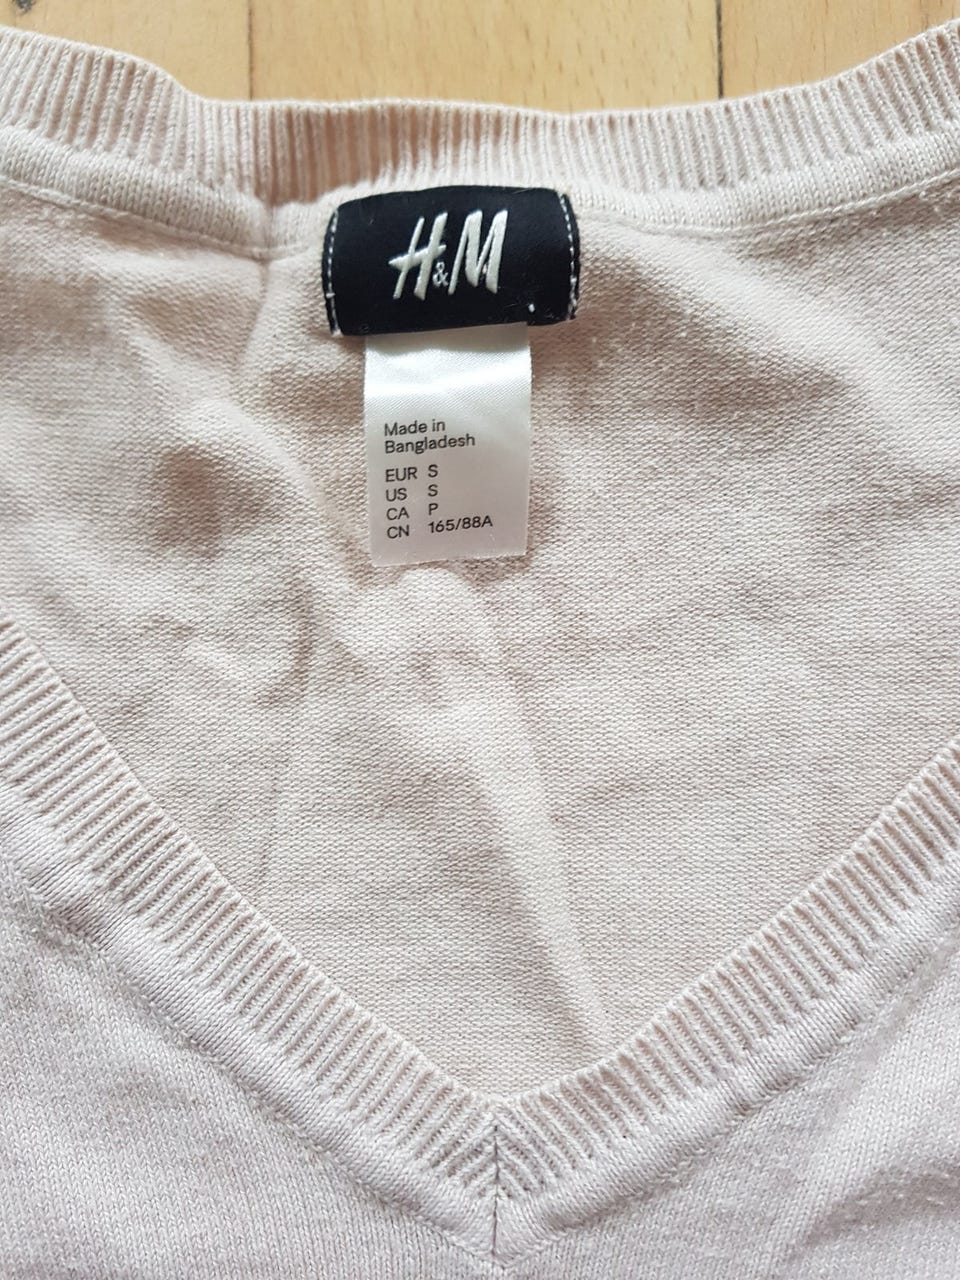 H&M
Made in
Bangladesh
EUR S
US S
CA P
CN 165/88A